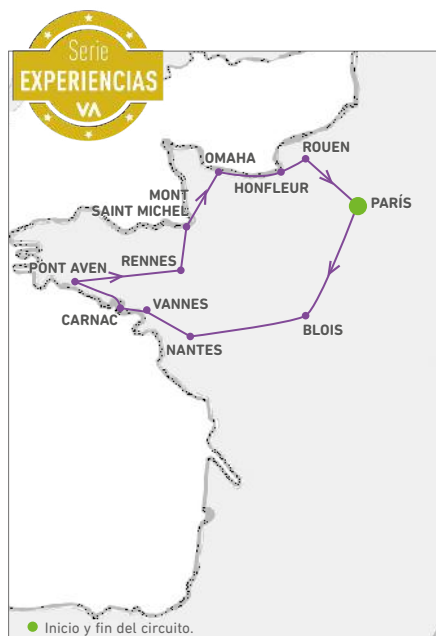 Serie
EXPERIENCIAS
VA
ROUEN
OMAHA
HONFLEUR
PARÍS
MONT
SAINT MICHEL
RENNES
PONT AVEN
VANNES
CARNAC
NANTES
BLOIS
Inicio y fin del circuito.